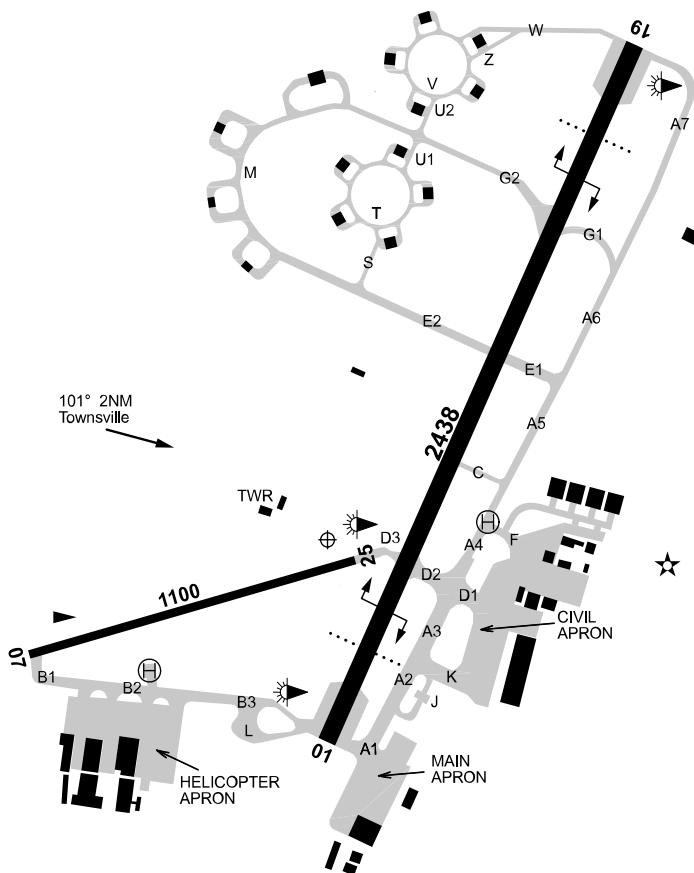 19
W
Z
V
A7
U2
U1
M
G2
T
G1
S
A6
E2
E1
101° 2NM
Townsville
2438
A5
C
TWR
H
D3
A4
F
25
D2
D1
1100
CIVIL
APRON
A3
07
H
B1
B2
A2
K
B3
J
L
01
A1
MAIN
APRON
HELICOPTER
APRON